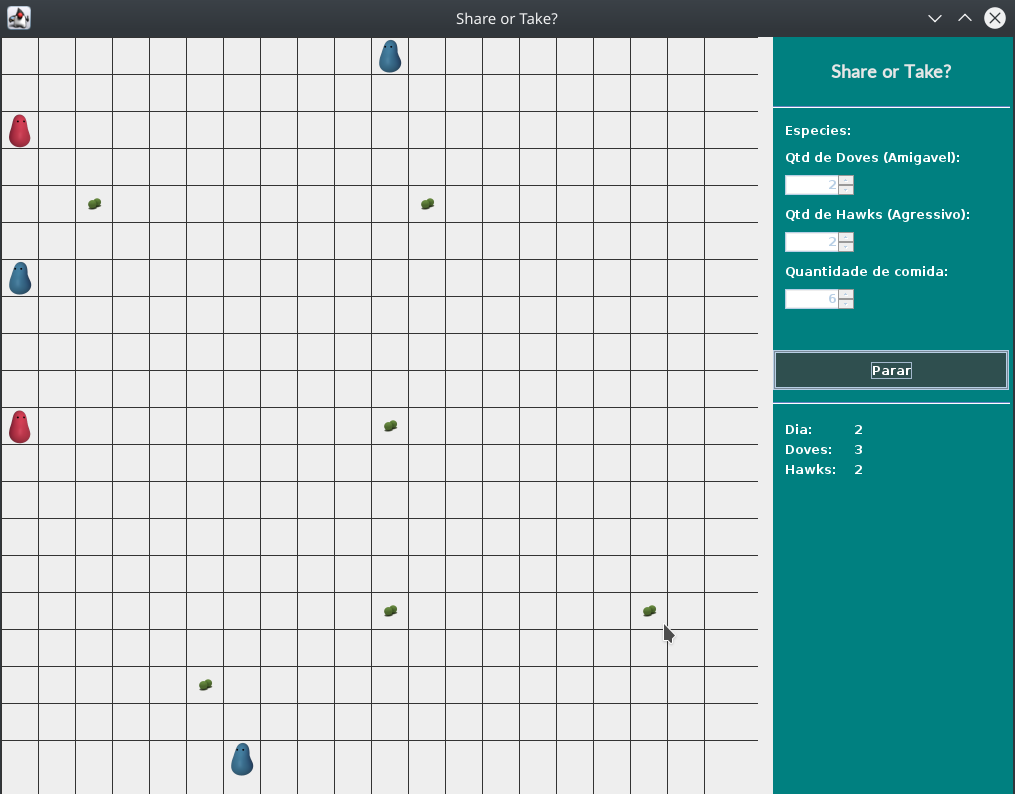 Share or Take?
Share or Take?
Especies:
Qtd de Doves (Amigavel):
2
Qtd de Hawks (Agressivo):
2
Quantidade de comida:
6
Parar
Dia: 2
Doves: 3
Hawks: 2